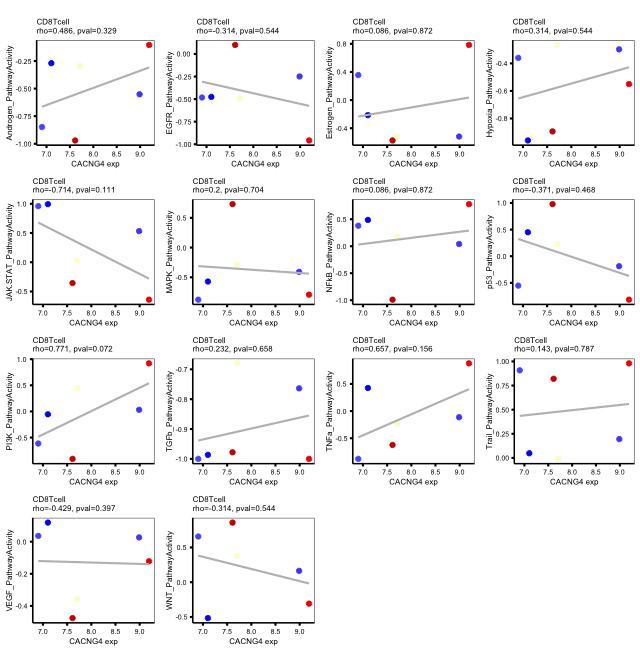 CD8Tcell
rho=0.486, pval=0.329
Androgen_PathwayActivity
-0.25
-0.50
-0.75
-1.00
7.0 7.5 8.0 8.5 9.0
CACNG4 exp
CD8Tcell
rho=-0.314, pval=0.544
EGFR_PathwayActivity
0.00
-0.25
-0.50
-0.75
-1.00
7.0 7.5 8.0 8.5 9.0
CACNG4 exp
CD8Tcell
rho=0.086, pval=0.872
Estrogen_PathwayActivity
0.8
0.4
0.0
-0.4
7.0 7.5 8.0 8.5 9.0
CACNG4 exp
CD8Tcell
rho=0.314, pval=0.544
Hypoxia_PathwayActivity
-0.4
-0.6
-0.8
7.0 7.5 8.0 8.5 9.0
CACNG4 exp
CD8Tcell
rho=-0.714, pval=0.111
JAK-STAT_PathwayActivity
1.0
0.5
0.0
-0.5
7.0 7.5 8.0 8.5 9.0
CACNG4 exp
CD8Tcell
rho=0.2, pval=0.704
MAPK_PathwayActivity
0.5
0.0
-0.5
7.0 7.5 8.0 8.5 9.0
CACNG4 exp
CD8Tcell
rho=0.086, pval=0.872
NFkB_PathwayActivity
0.5
0.0
-0.5
-1.0
7.0 7.5 8.0 8.5 9.0
CACNG4 exp
CD8Tcell
rho=-0.371, pval=0.468
p53_PathwayActivity
1.0
0.5
0.0
-0.5
7.0 7.5 8.0 8.5 9.0
CACNG4 exp
CD8Tcell
rho=0.771, pval=0.072
PI3K_PathwayActivity
1.0
0.5
0.0
-0.5
7.0 7.5 8.0 8.5 9.0
CACNG4 exp
CD8Tcell
rho=0.232, pval=0.658
TGFb_PathwayActivity
-0.7
-0.8
-0.9
-1.0
7.0 7.5 8.0 8.5 9.0
CACNG4 exp
CD8Tcell
rho=0.657, pval=0.156
TNFa_PathwayActivity
0.5
0.0
-0.5
7.0 7.5 8.0 8.5 9.0
CACNG4 exp
CD8Tcell
rho=0.143, pval=0.787
Trail_PathwayActivity
1.00
0.75
0.50
0.25
0.00
7.0 7.5 8.0 8.5 9.0
CACNG4 exp
CD8Tcell
rho=-0.429, pval=0.397
VEGF_PathwayActivity
0.0
-0.2
-0.4
7.0 7.5 8.0 8.5 9.0
CACNG4 exp
CD8Tcell
rho=-0.314, pval=0.544
WNT_PathwayActivity
0.5
0.0
-0.5
7.0 7.5 8.0 8.5 9.0
CACNG4 exp